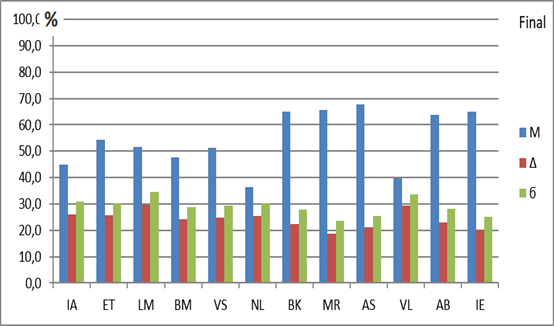 100,0 %
Final
90,0
80,0
70,0
60,0
50,0
40,0
30,0
20,0
10,0
0,0
М
Δ
б
IA ET LM BM VS NL BK MR AS VL AB IE